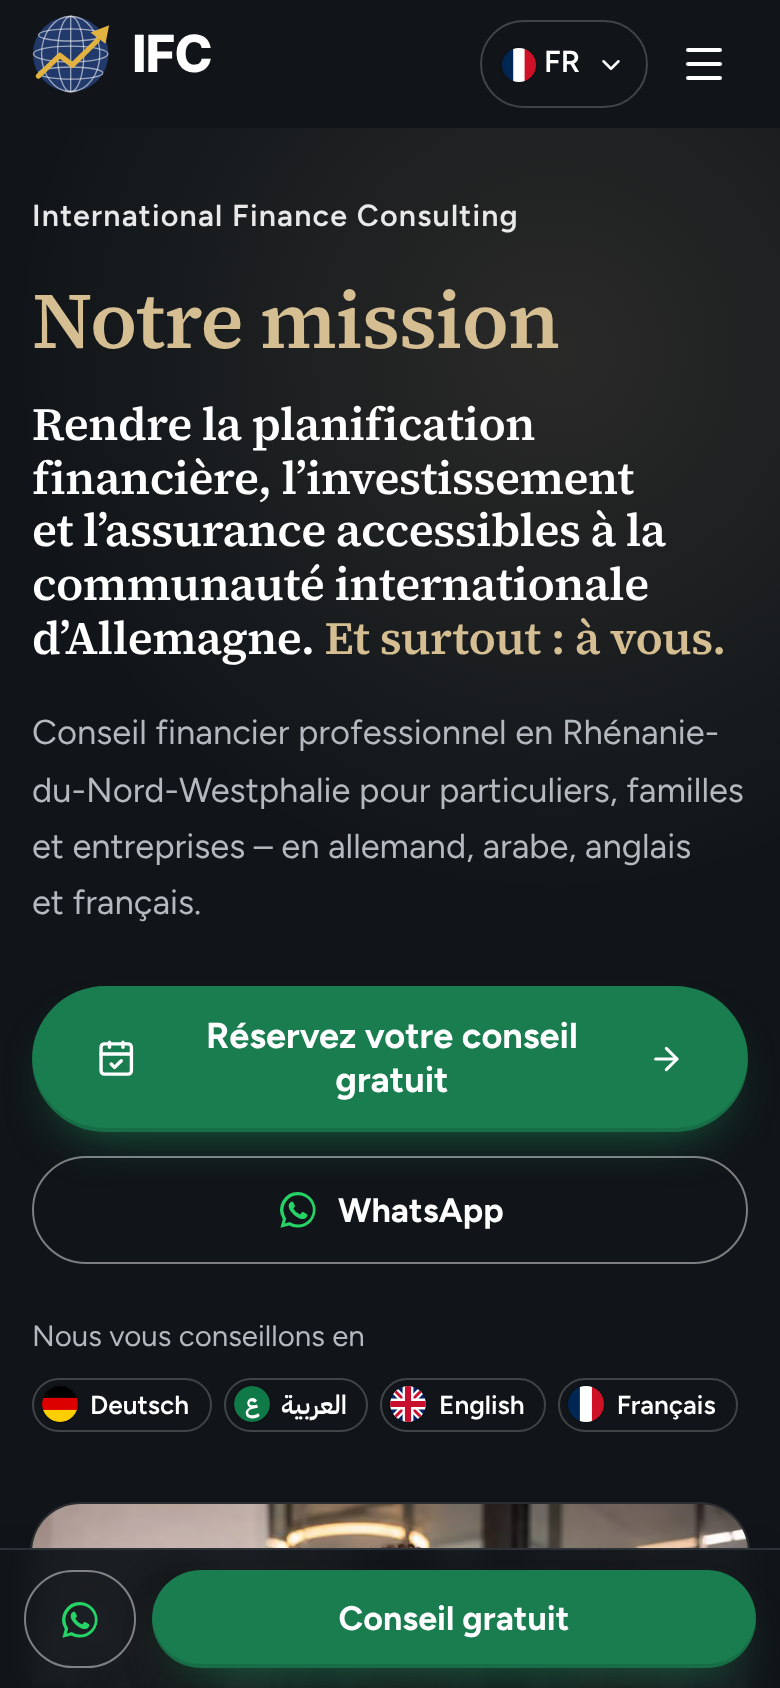 IFC
FR
International Finance Consulting
Notre mission
Rendre la planification
financière, l’investissement
et l’assurance accessibles à la
communauté internationale
d’Allemagne. Et surtout : à vous.
Conseil financier professionnel en Rhénanie-
du-Nord-Westphalie pour particuliers, familles
et entreprises – en allemand, arabe, anglais
et français.
Réservez votre conseil
gratuit
WhatsApp
Nous vous conseillons en
Deutsch ع العربية English Français
Conseil gratuit